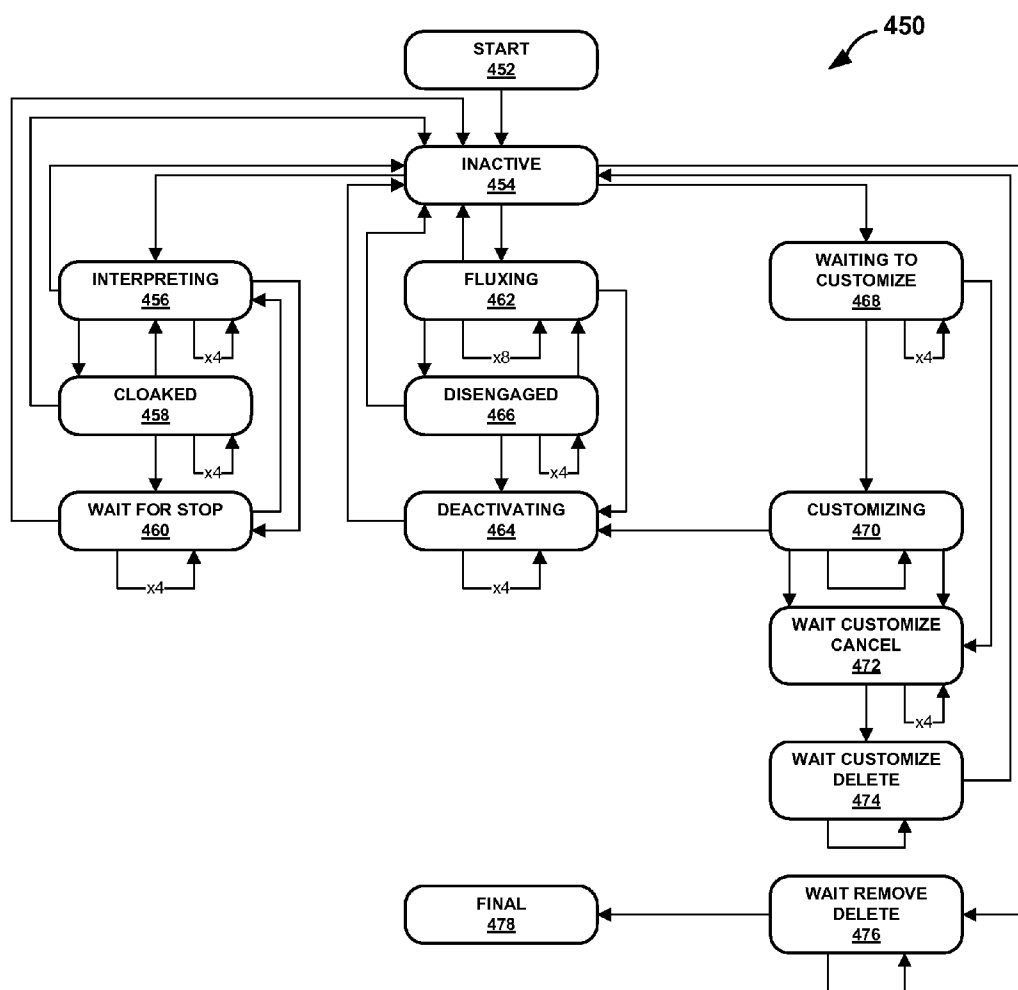 450
START
452
INACTIVE
454
INTERPRETING
456
FLUXING
462
WAITING TO
CUSTOMIZE
468
x4
x8
x4
CLOAKED
458
DISENGAGED
466
x4
x4
WAIT FOR STOP
460
DEACTIVATING
464
CUSTOMIZING
470
x4
x4
WAIT CUSTOMIZE
CANCEL
472
x4
WAIT CUSTOMIZE
DELETE
474
FINAL
478
WAIT REMOVE
DELETE
476